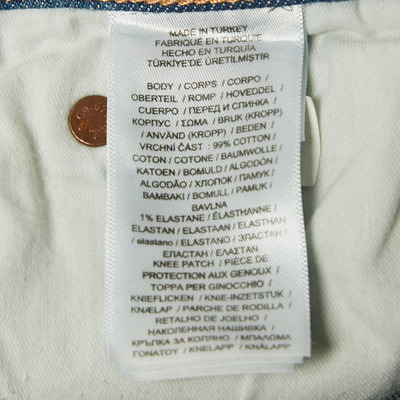 MADE IN TURKEY
FABRIQUE EN TURQUIE
HECHO EN TURQUÍA
TÜRKİYE'DE ÜRETİLMİŞTİR
BODY / CORPS / CORPO /
OBERTEIL / ROMP / HOVEDDEL /
CUERPO / ПЕРЕД И СПИНКА /
КОРПУС / ΣΩΜΑ / BRUK (KROPP)
/ ANVÄND (KROPP) / BEDEN /
VRCHNÍ ČÁST : 99% COTTON /
COTON / COTONE / BAUMWOLLE /
KATOEN / BOMULD / ALGODÓN /
ALGODÃO / ХЛОПОК / ПАМУК /
BAMBAKI / BOMULL / PAMUK /
BAVLNA
1% ELASTANE / ÉLASTHANNE /
ELASTAN / ELASTAAN / ELASTHAN
/ elastano / ELASTANO / ЭЛАСТАН /
ЕЛАСТАН / ΕΛΑΣΤΑΝ
KNEE PATCH / PIÈCE DE
PROTECTION AUX GENOUX /
TOPPA PER GINOCCHIO /
KNIEFLICKEN / KNIE-INZETSTUK /
KNÆLAP / PARCHE DE RODILLA /
RETALHO DE JOELHO /
НАКОЛЕННАЯ НАШИВКА /
КРЪПКА ЗА КОЛЯНО / ΜΠΑΛΩΜΑ
ΓΟΝΑΤΟΥ / KNELAPP / KNÄLAPP /